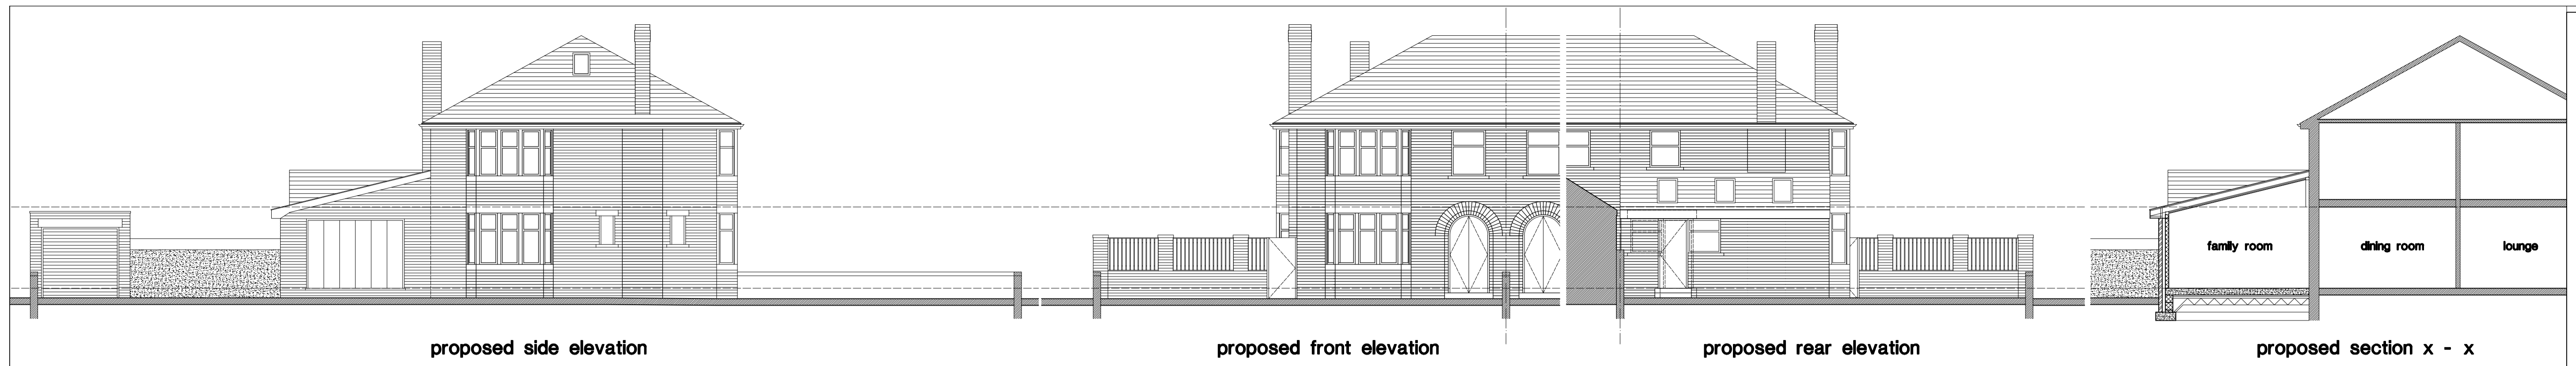 family room
dining room
lounge
proposed side elevation
proposed front elevation
proposed rear elevation
proposed section x - x